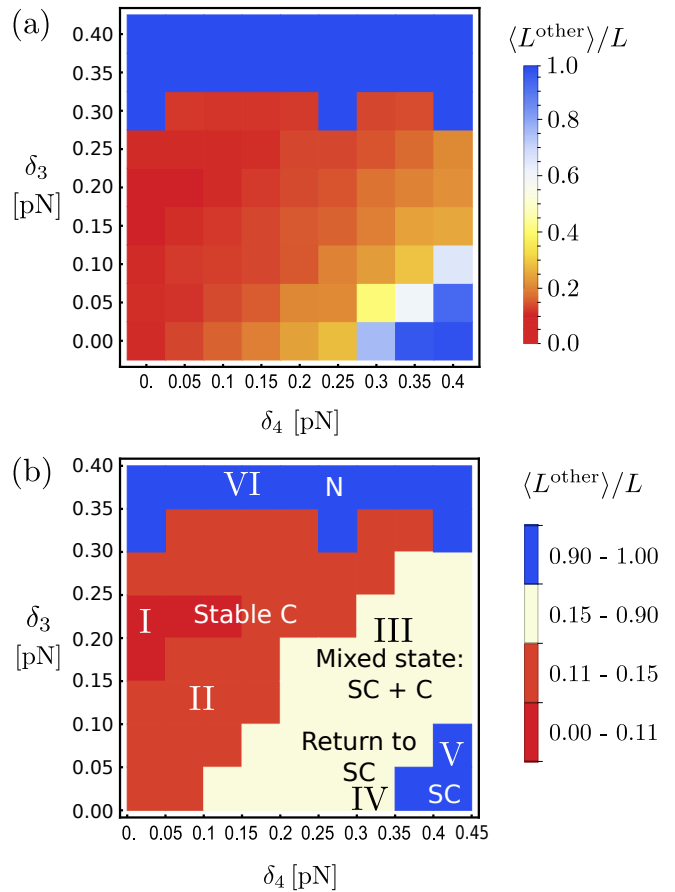 (a)
⟨L^other⟩/L
0.40
0.35
0.30
0.25
0.20
0.15
0.10
0.05
0.00
δ3
[pN]
0. 0.05 0.1 0.15 0.2 0.25 0.3 0.35 0.4
δ4 [pN]
1.0
0.8
0.6
0.4
0.2
0.0
(b)
⟨L^other⟩/L
0.40
0.35
0.30
0.25
0.20
0.15
0.10
0.05
0.00
δ3
[pN]
VI N
I Stable C
III
Mixed state:
SC + C
II
Return to
SC
V
IV SC
0. 0.05 0.1 0.15 0.2 0.25 0.3 0.35 0.4 0.45
δ4 [pN]
0.90 - 1.00
0.15 - 0.90
0.11 - 0.15
0.00 - 0.11